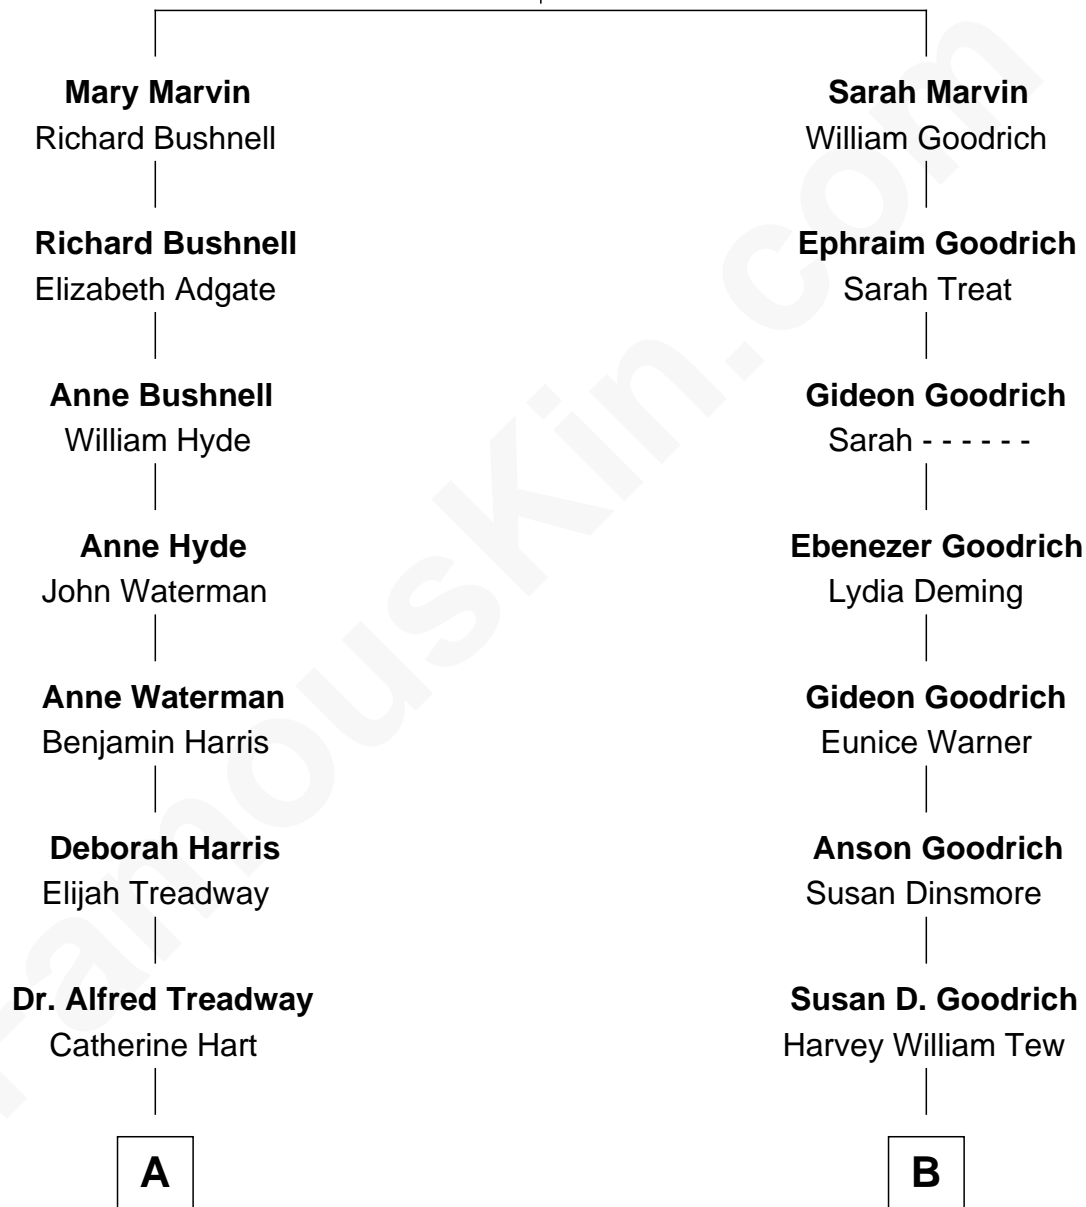 Mary Marvin
Richard Bushnell
Sarah Marvin
William Goodrich
Richard Bushnell
Elizabeth Adgate
Ephraim Goodrich
Sarah Treat
Anne Bushnell
William Hyde
Gideon Goodrich
Sarah - - - - - -
Anne Hyde
John Waterman
Ebenezer Goodrich
Lydia Deming
Anne Waterman
Benjamin Harris
Gideon Goodrich
Eunice Warner
Deborah Harris
Elijah Treadway
Anson Goodrich
Susan Dinsmore
Dr. Alfred Treadway
Catherine Hart
Susan D. Goodrich
Harvey William Tew
A
B
FamousKin.com